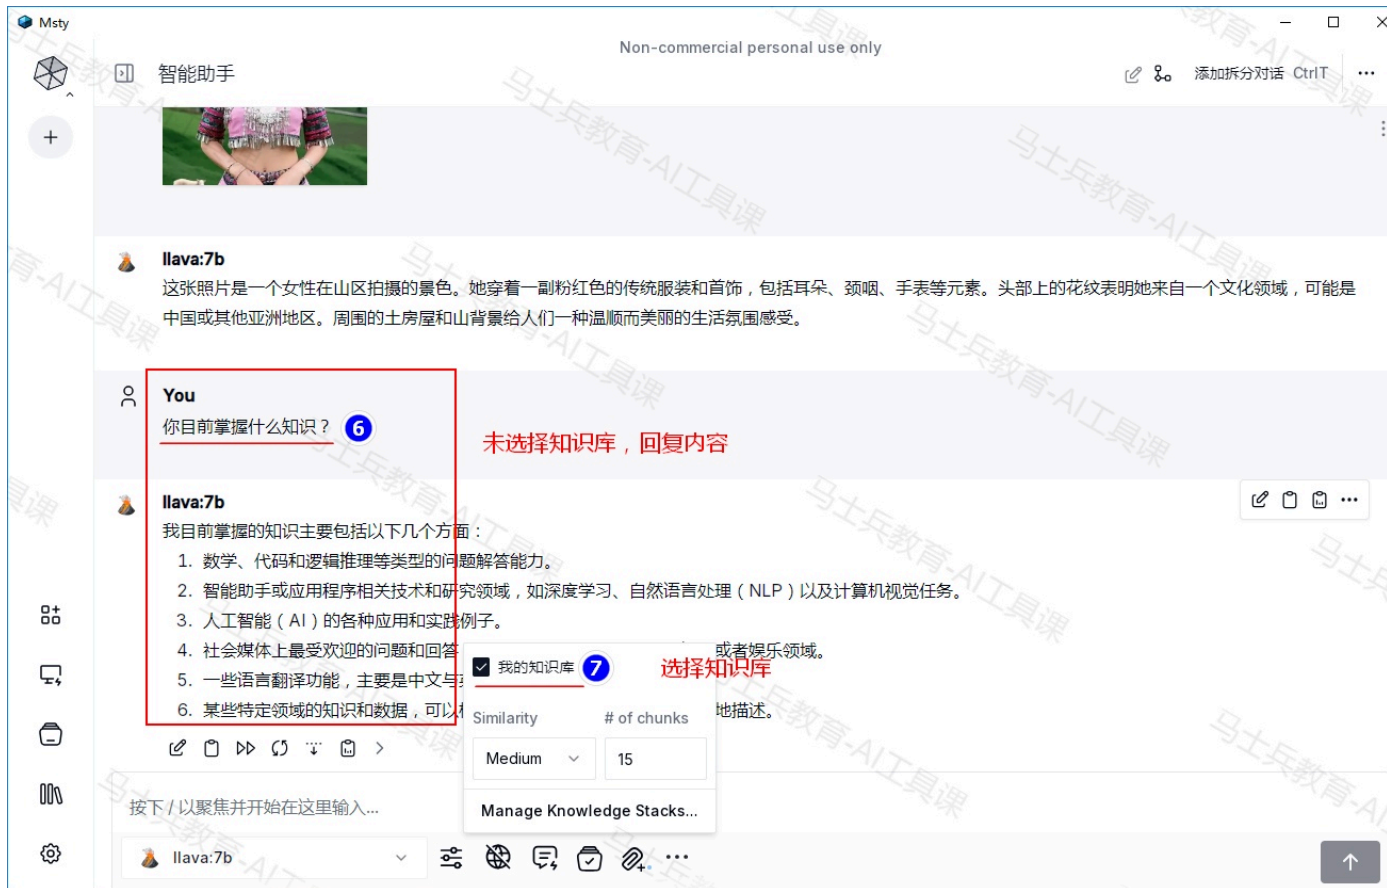 Msty
Non-commercial personal use only
智能助手
添加拆分对话 CtrlT
llava:7b
这张照片是一个女性在山区拍摄的景色。她穿着一副粉红色的传统服装和首饰，包括耳朵、颈咽、手表等元素。头部上的花纹表明她来自一个文化领域，可能是
中国或其他亚洲地区。周围的土房屋和山背景给人们一种温顺而美丽的生活氛围感受。
You
你目前掌握什么知识？ 6
未选择知识库，回复内容
llava:7b
我目前掌握的知识主要包括以下几个方面：
1. 数学、代码和逻辑推理等类型的问题解答能力。
2. 智能助手或应用程序相关技术和研究领域，如深度学习、自然语言处理（NLP）以及计算机视觉任务。
3. 人工智能（AI）的各种应用和实践例子。
4. 社会媒体上最受欢迎的问题和回答 或者娱乐领域。
我的知识库 7 选择知识库
5. 一些语言翻译功能，主要是中文与
6. 某些特定领域的知识和数据，可以 地描述。
Similarity # of chunks
Medium 15
Manage Knowledge Stacks...
按下 / 以聚焦并开始在这里输入...
llava:7b
马士兵教育-AI工具课